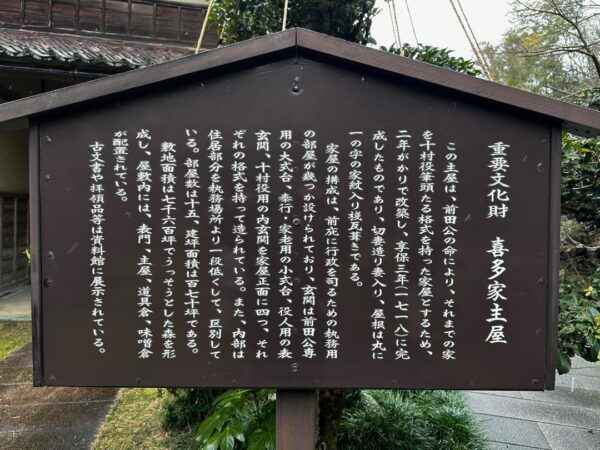 重要文化財　喜多家主屋
この主屋は、前田公の命により、それまでの家
を十村役筆頭たる格式を持った家屋とするため、
二年がかりで改築し、享保三年(一七一八)に完
成したものであり、切妻造り妻入り、屋根は丸に
一の字の家紋入り桟瓦葺きである。
家屋の構成は、前庇に行政を司るための執務用
の部屋が幾つか設けられており、玄関は前田公専
用の大式台、奉行・家老用の小式台、役人用の表
玄関、十村役用の内玄関を家屋正面に四つ、それ
ぞれの格式を持って造られている。また、内部は
住居部分を執務場所より一段低くして、区別して
いる。部屋数は十五、建坪面積は百七十坪である。
敷地面積は七千六百坪でうっそうとした森を形
成し、屋敷内には、表門、主屋、道具倉、味噌倉
が配置されている。
古文書や拝領品等は資料館に展示されている。